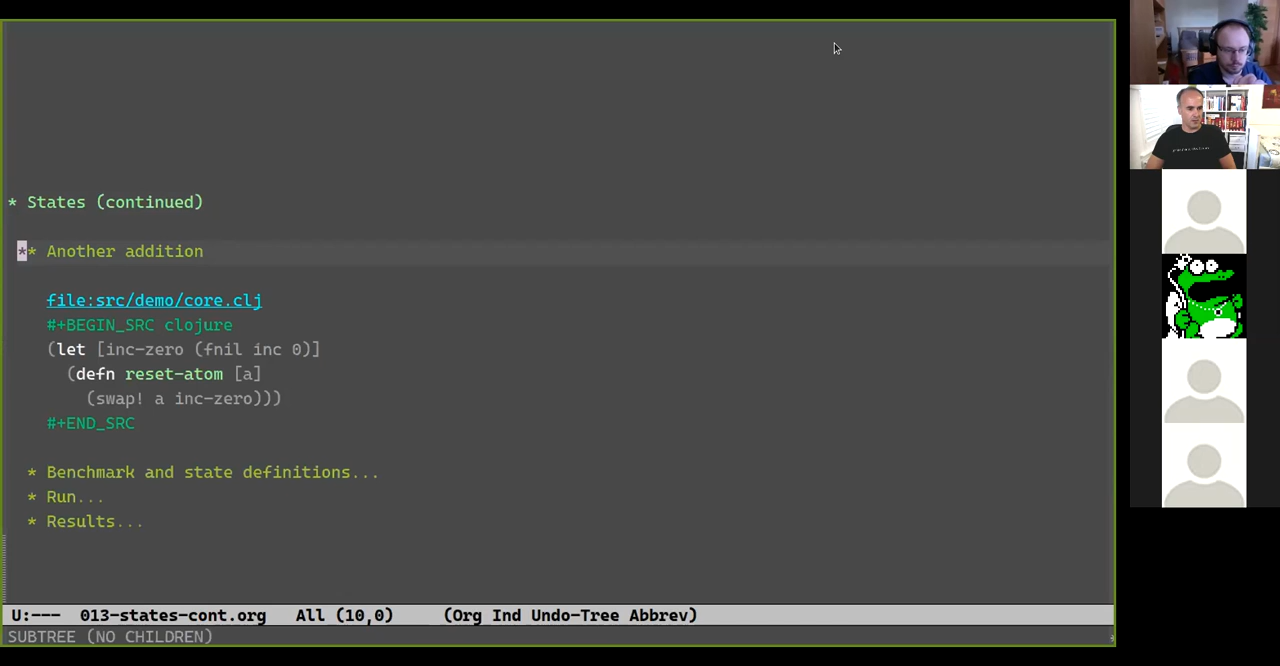 * States (continued)
** Another addition
file:src/demo/core.clj
#+BEGIN_SRC clojure
(let [inc-zero (fnil inc 0)]
(defn reset-atom [a]
(swap! a inc-zero)))
#+END_SRC
* Benchmark and state definitions...
* Run...
* Results...
U:--- 013-states-cont.org All (10,0) (Org Ind Undo-Tree Abbrev)
SUBTREE (NO CHILDREN)